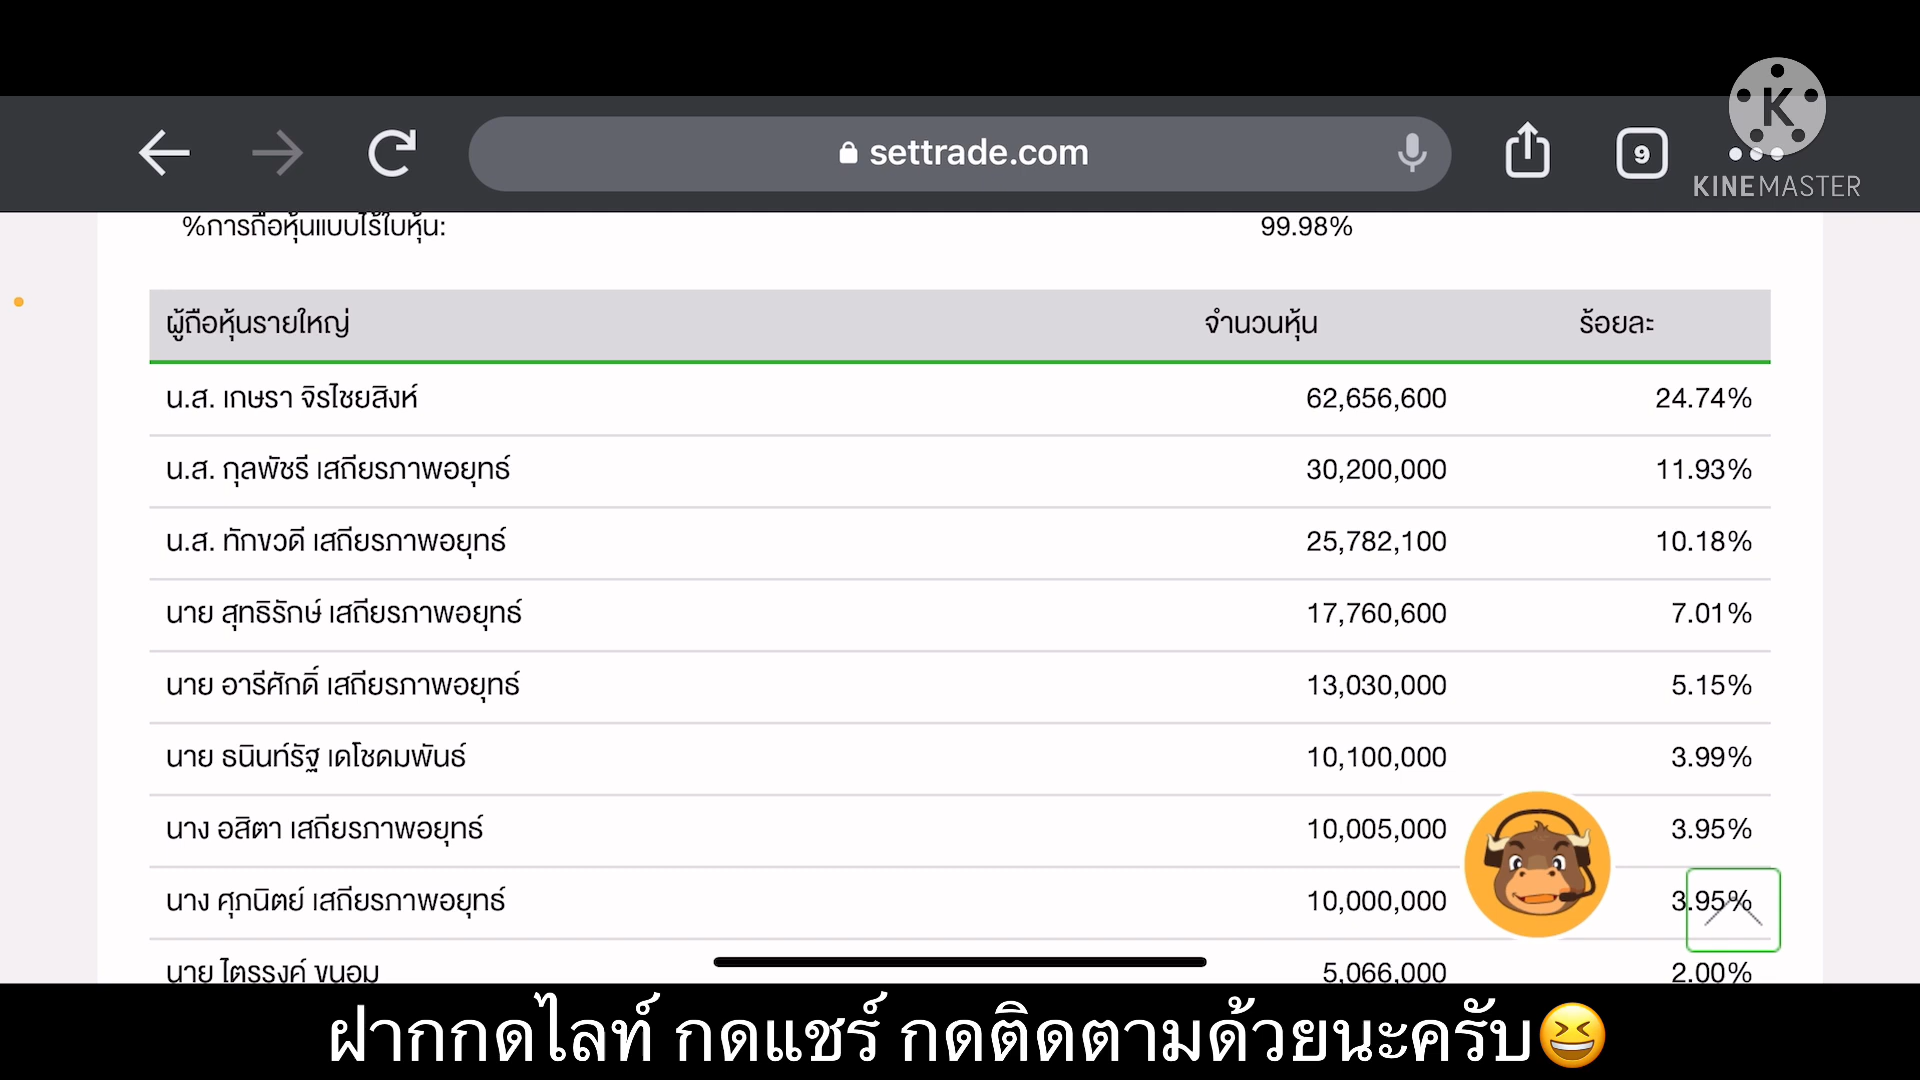 settrade.com
9
K
KINEMASTER
%การถือหุ้นแบบไร้ใบหุ้น: 99.98%
ผู้ถือหุ้นรายใหญ่ จำนวนหุ้น ร้อยละ
น.ส. เกษรา จิรไชยสิงห์ 62,656,600 24.74%
น.ส. กุลพัชรี เสถียรภาพอยุทธ์ 30,200,000 11.93%
น.ส. ทักขวดี เสถียรภาพอยุทธ์ 25,782,100 10.18%
นาย สุทธิรักษ์ เสถียรภาพอยุทธ์ 17,760,600 7.01%
นาย อารีศักดิ์ เสถียรภาพอยุทธ์ 13,030,000 5.15%
นาย ธนินท์รัฐ เดโชดมพันธ์ 10,100,000 3.99%
นาง อสิตา เสถียรภาพอยุทธ์ 10,005,000 3.95%
นาง ศุภนิตย์ เสถียรภาพอยุทธ์ 10,000,000 3.95%
นาย ไตรรงค์ ขนอม 5,066,000 2.00%
ฝากกดไลท์ กดแชร์ กดติดตามด้วยนะครับ😆